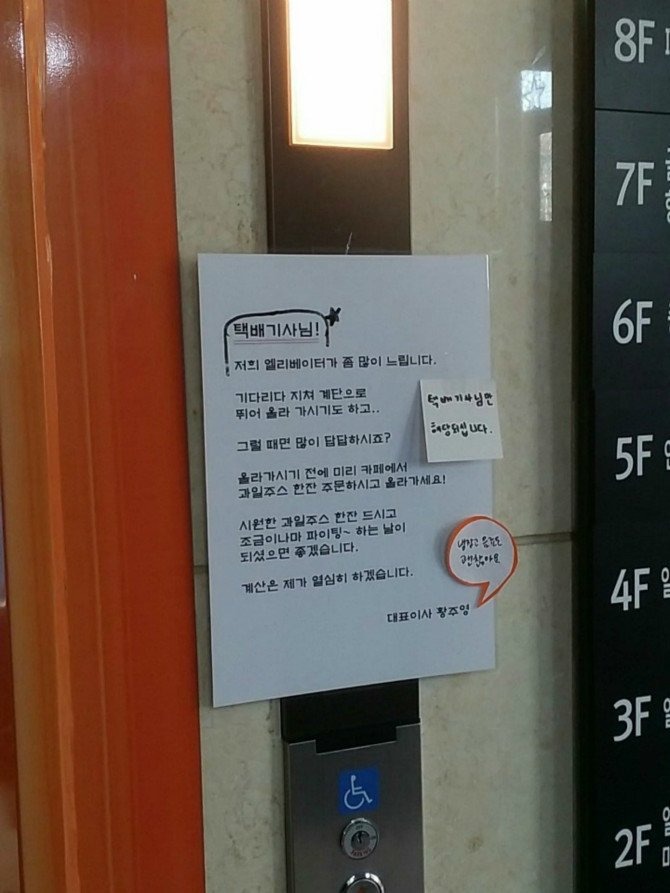 택배기사님!
저희 엘리베이터가 좀 많이 느립니다.
기다리다 지쳐 계단으로
뛰어 올라 가시기도 하고..
그럴 때면 많이 답답하시죠?
올라가시기 전에 미리 카페에서
과일주스 한잔 주문하시고 올라가세요!
시원한 과일주스 한잔 드시고
조금이나마 파이팅~ 하는 날이
되셨으면 좋겠습니다.
계산은 제가 열심히 하겠습니다.
대표이사 황주영
택배기사님만
해당되십니다.
냉장고 음료도
괜찮아요
8F
7F
6F
5F
4F
3F
2F